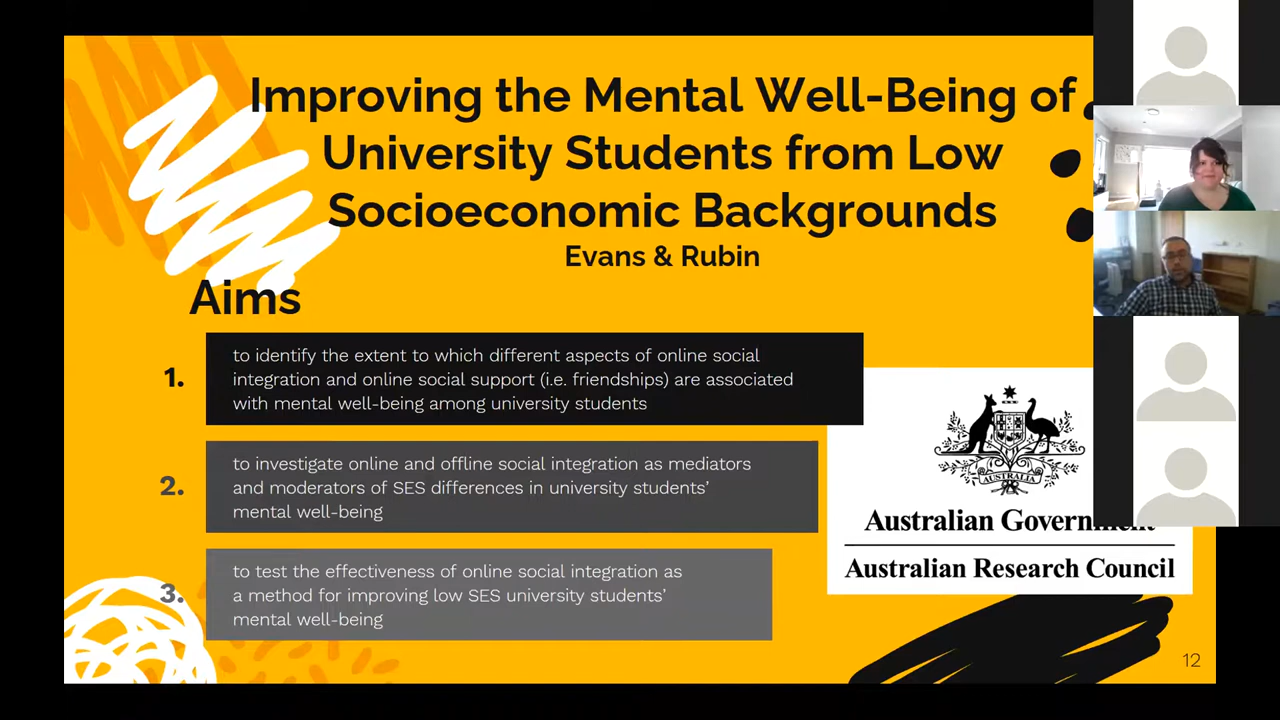 Improving the Mental Well-Being of
University Students from Low
Socioeconomic Backgrounds
Evans & Rubin
Aims
1.
to identify the extent to which different aspects of online social
integration and online social support (i.e. friendships) are associated
with mental well-being among university students
2.
to investigate online and offline social integration as mediators
and moderators of SES differences in university students'
mental well-being
3.
to test the effectiveness of online social integration as
a method for improving low SES university students'
mental well-being
AUSTRALIA
Australian Government
Australian Research Council
12